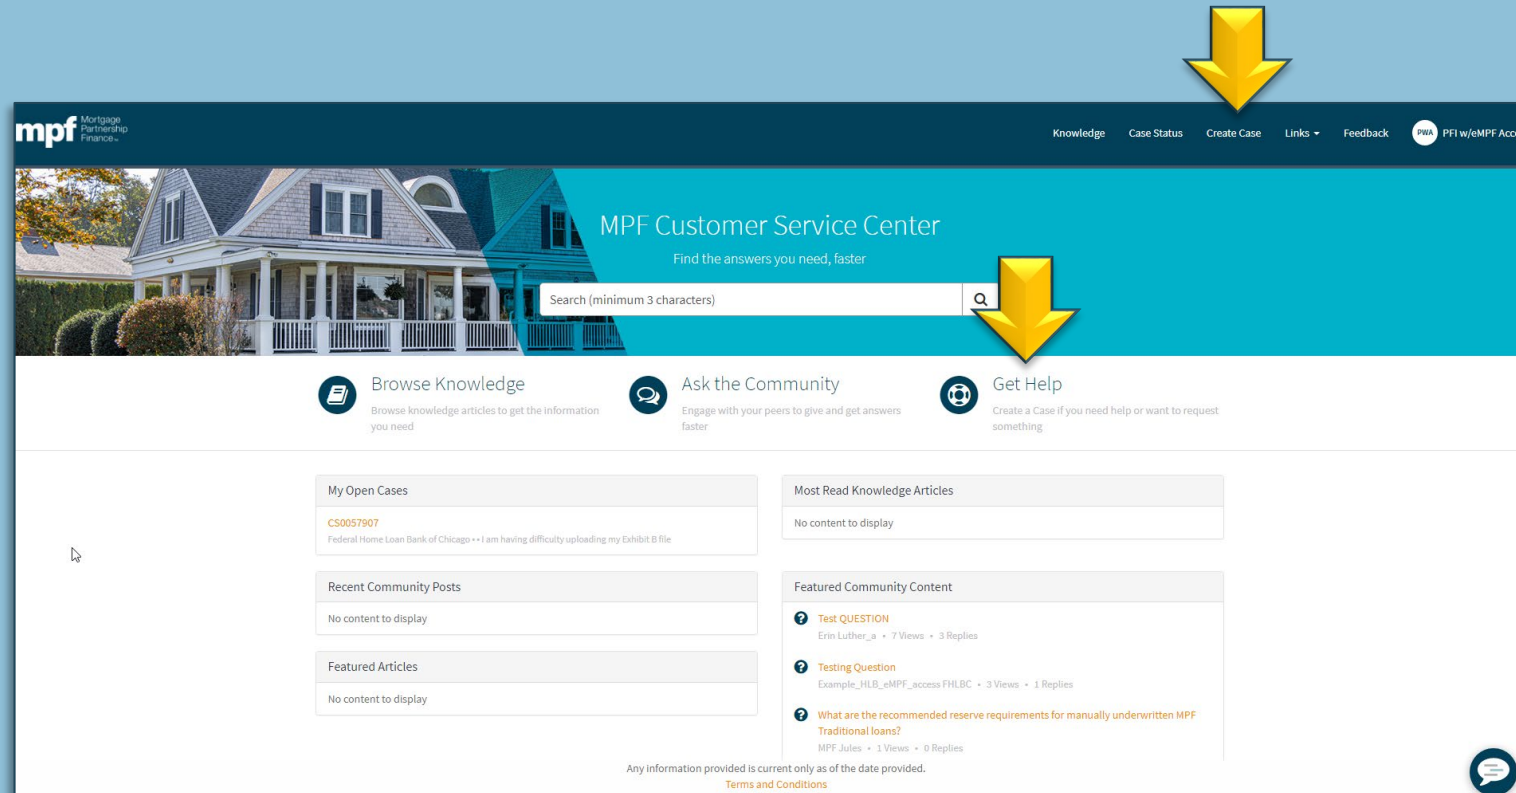 mpf Mortgage
Partnership
Finance
Knowledge Case Status Create Case Links Feedback PWA PFI w/eMPF Acc
MPF Customer Service Center
Find the answers you need, faster
Search (minimum 3 characters)
Browse Knowledge
Browse knowledge articles to get the information
you need
Ask the Community
Engage with your peers to give and get answers
faster
Get Help
Create a Case if you need help or want to request
something
My Open Cases
CS0057907
Federal Home Loan Bank of Chicago • • I am having difficulty uploading my Exhibit B file
Most Read Knowledge Articles
No content to display
Recent Community Posts
No content to display
Featured Articles
No content to display
Featured Community Content
Test QUESTION
Erin Luther_a • 7 Views • 3 Replies
Testing Question
Example_HLB_eMPF_access FHLBC • 3 Views • 1 Replies
What are the recommended reserve requirements for manually underwritten MPF
Traditional loans?
MPF Jules • 1 Views • 0 Replies
Any information provided is current only as of the date provided.
Terms and Conditions